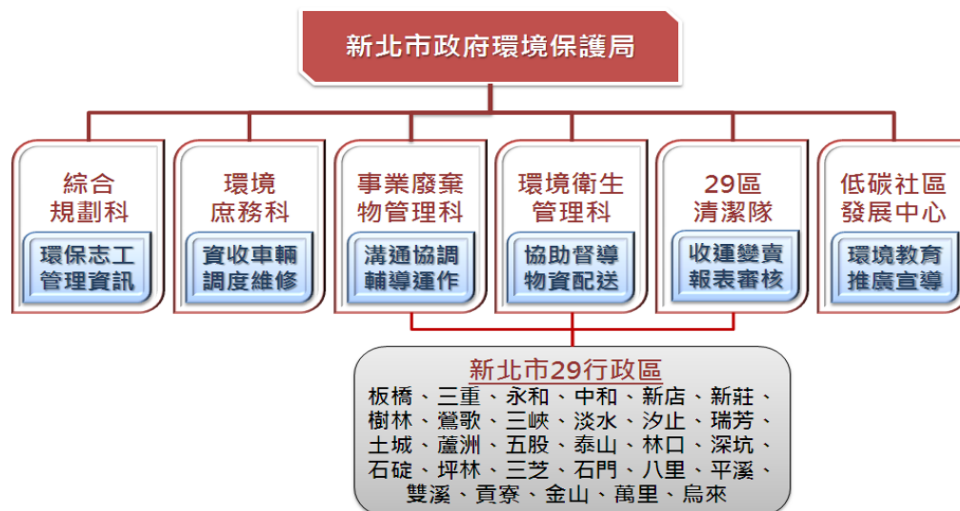 新北市政府環境保護局
綜合
規劃科
環保志工
管理資訊
環境
庶務科
資收車輛
調度維修
事業廢棄
物管理科
溝通協調
輔導運作
環境衛生
管理科
協助督導
物資配送
29區
清潔隊
收運變賣
報表審核
低碳社區
發展中心
環境教育
推廣宣導
新北市29行政區
板橋、三重、永和、中和、新店、新莊、
樹林、鶯歌、三峽、淡水、汐止、瑞芳、
土城、蘆洲、五股、泰山、林口、深坑、
石碇、坪林、三芝、石門、八里、平溪、
雙溪、貢寮、金山、萬里、烏來